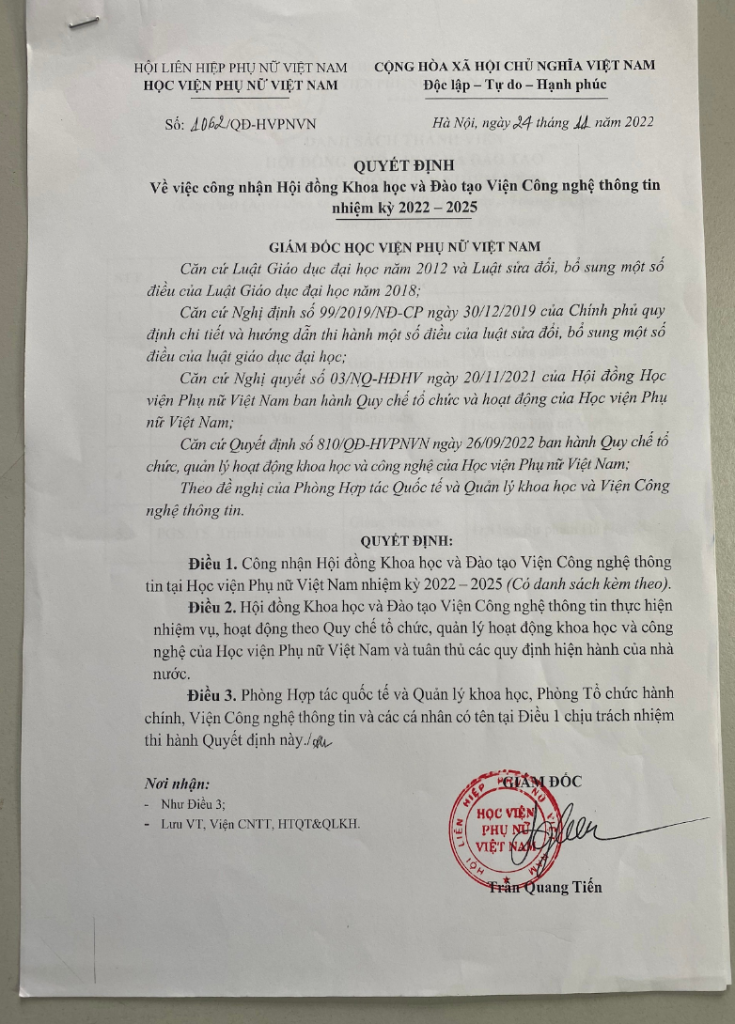 HỘI LIÊN HIỆP PHỤ NỮ VIỆT NAM
HỌC VIỆN PHỤ NỮ VIỆT NAM
CỘNG HÒA XÃ HỘI CHỦ NGHĨA VIỆT NAM
Độc lập – Tự do – Hạnh phúc
Số: 1062/QĐ-HVPNVN
Hà Nội, ngày 24 tháng 11 năm 2022
QUYẾT ĐỊNH
Về việc công nhận Hội đồng Khoa học và Đào tạo Viện Công nghệ thông tin
nhiệm kỳ 2022 – 2025
GIÁM ĐỐC HỌC VIỆN PHỤ NỮ VIỆT NAM
Căn cứ Luật Giáo dục đại học năm 2012 và Luật sửa đổi, bổ sung một số
điều của Luật Giáo dục đại học năm 2018;
Căn cứ Nghị định số 99/2019/NĐ-CP ngày 30/12/2019 của Chính phủ quy
định chi tiết và hướng dẫn thi hành một số điều của luật sửa đổi, bổ sung một số
điều của luật giáo dục đại học;
Căn cứ Nghị quyết số 03/NQ-HĐHV ngày 20/11/2021 của Hội đồng Học
viện Phụ nữ Việt Nam ban hành Quy chế tổ chức và hoạt động của Học viện Phụ
nữ Việt Nam;
Căn cứ Quyết định số 810/QĐ-HVPNVN ngày 26/09/2022 ban hành Quy chế tổ
chức, quản lý hoạt động khoa học và công nghệ của Học viện Phụ nữ Việt Nam;
Theo đề nghị của Phòng Hợp tác Quốc tế và Quản lý khoa học và Viện Công
nghệ thông tin.
QUYẾT ĐỊNH:
Điều 1. Công nhận Hội đồng Khoa học và Đào tạo Viện Công nghệ thông
tin tại Học viện Phụ nữ Việt Nam nhiệm kỳ 2022 – 2025 (Có danh sách kèm theo).
Điều 2. Hội đồng Khoa học và Đào tạo Viện Công nghệ thông tin thực hiện
nhiệm vụ, hoạt động theo Quy chế tổ chức, quản lý hoạt động khoa học và công
nghệ của Học viện Phụ nữ Việt Nam và tuân thủ các quy định hiện hành của nhà
nước.
Điều 3. Phòng Hợp tác quốc tế và Quản lý khoa học, Phòng Tổ chức hành
chính, Viện Công nghệ thông tin và các cá nhân có tên tại Điều 1 chịu trách nhiệm
thi hành Quyết định này./.
Nơi nhận:
- Như Điều 3;
- Lưu VT, Viện CNTT, HTQT&QLKH.
GIÁM ĐỐC
HỘI LIÊN HIỆP PHỤ NỮ VIỆT NAM
HỌC VIỆN
PHỤ NỮ
VIỆT NAM
Trần Quang Tiến